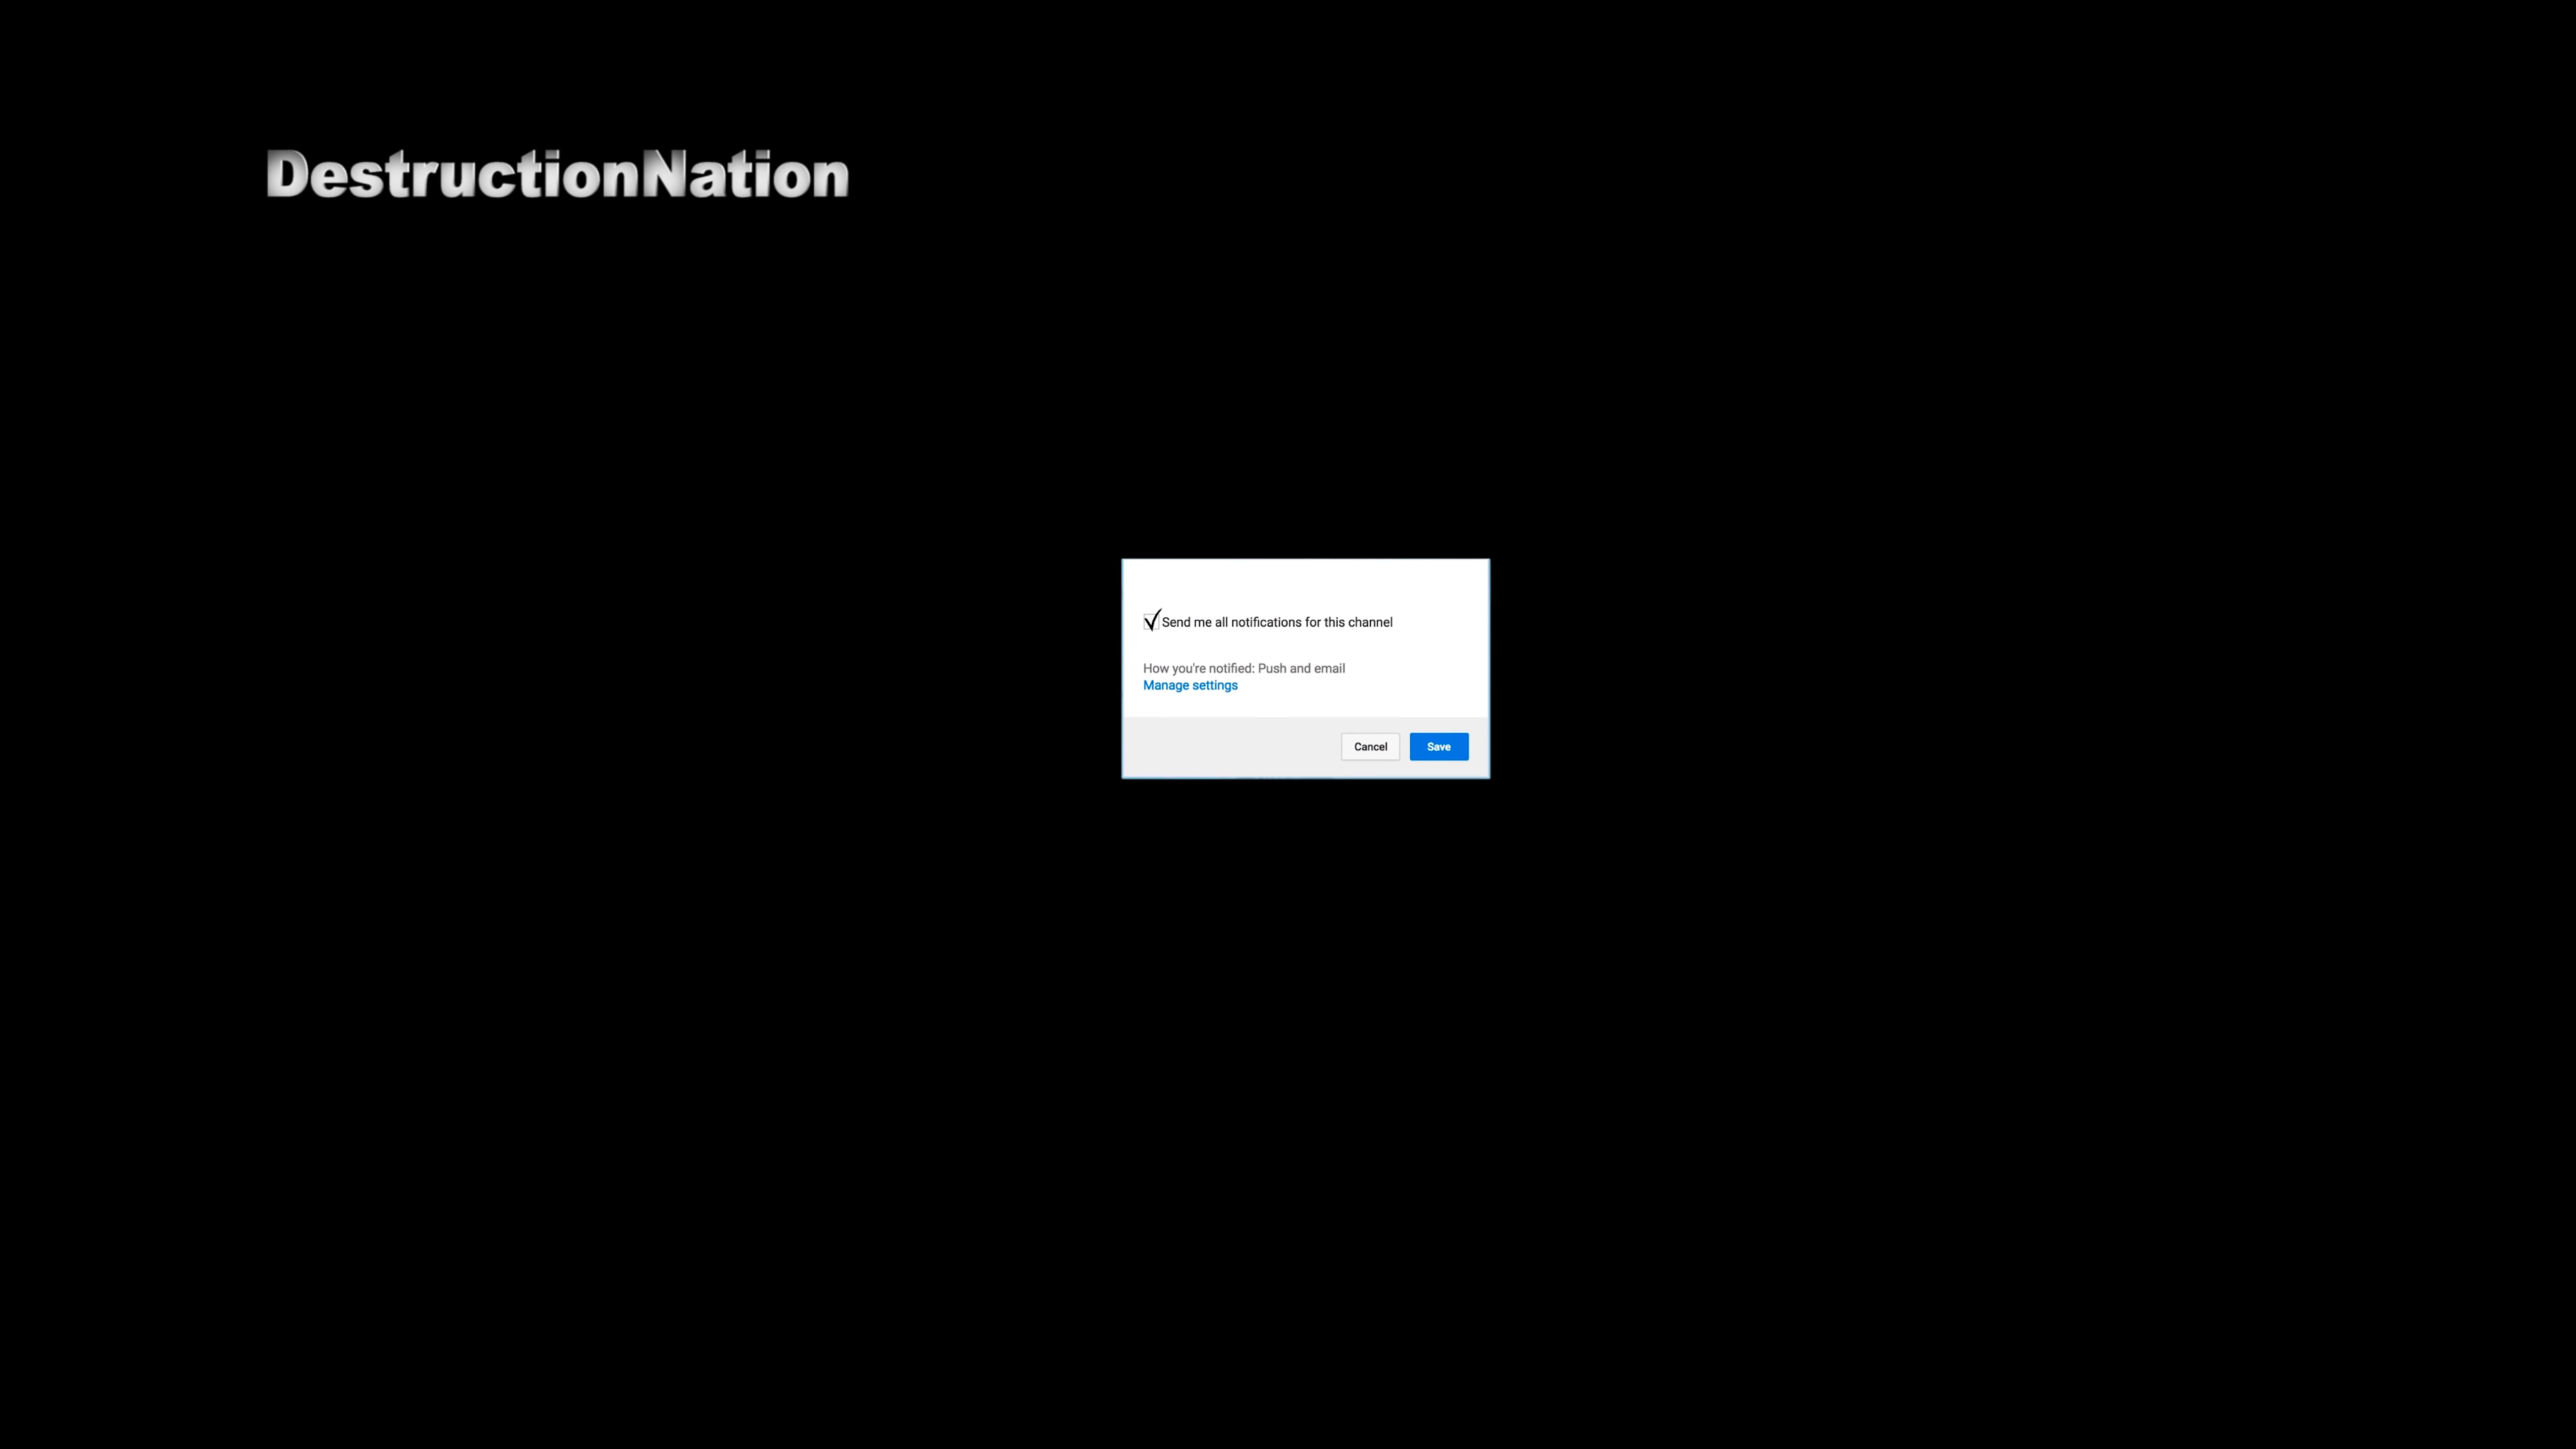 DestructionNation
Send me all notifications for this channel
How you're notified: Push and email
Manage settings
Cancel
Save